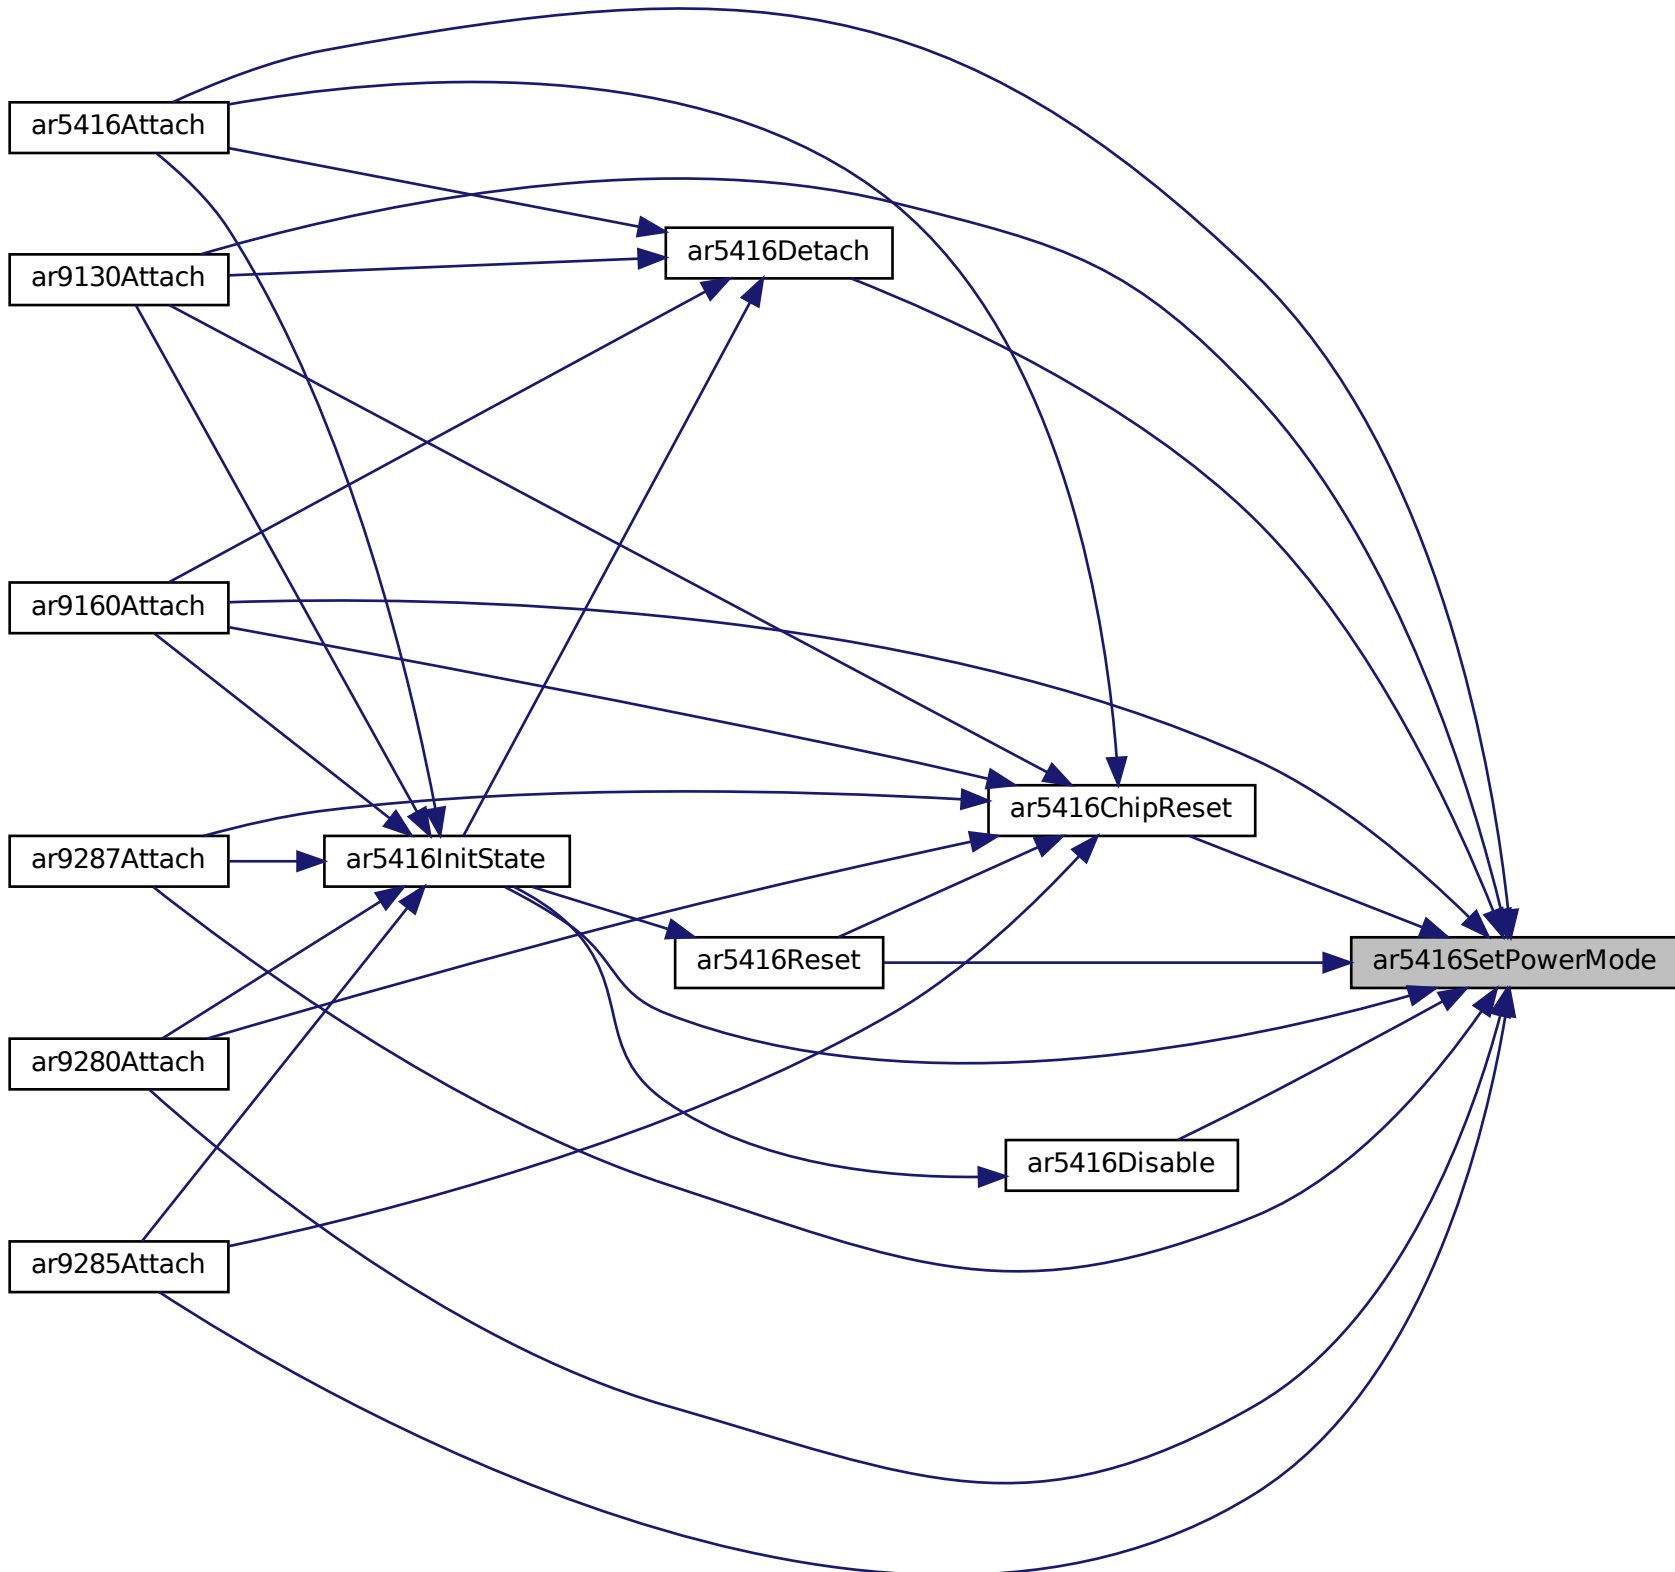 ar5416Attach
ar5416Detach
ar9130Attach
ar9160Attach
ar5416ChipReset
ar9287Attach
ar5416InitState
ar5416Reset
ar5416SetPowerMode
ar9280Attach
ar5416Disable
ar9285Attach